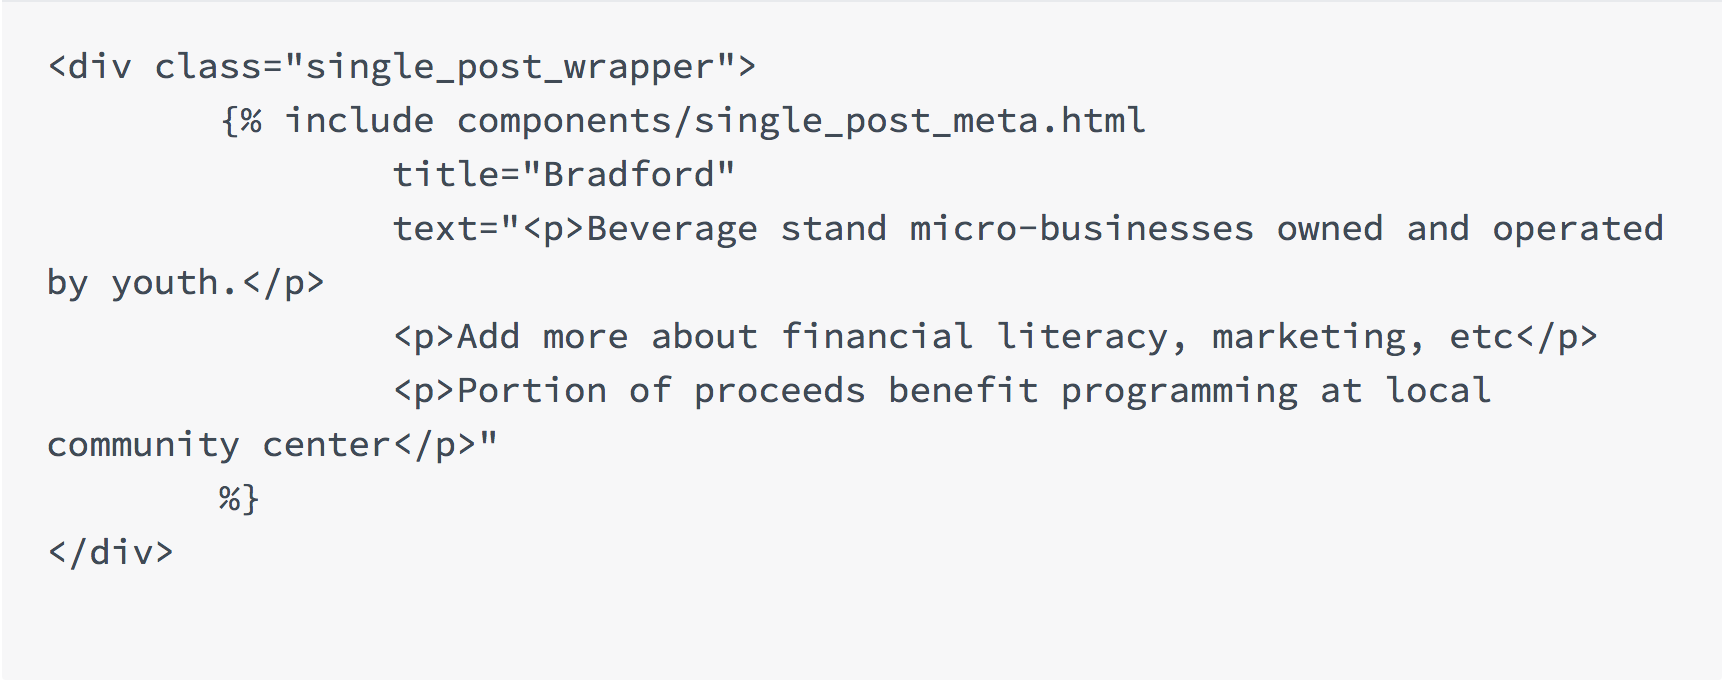 <div class="single_post_wrapper">
        {% include components/single_post_meta.html
                title="Bradford"
                text="<p>Beverage stand micro-businesses owned and operated
by youth.</p>
                <p>Add more about financial literacy, marketing, etc</p>
                <p>Portion of proceeds benefit programming at local
community center</p>"
        %}
</div>